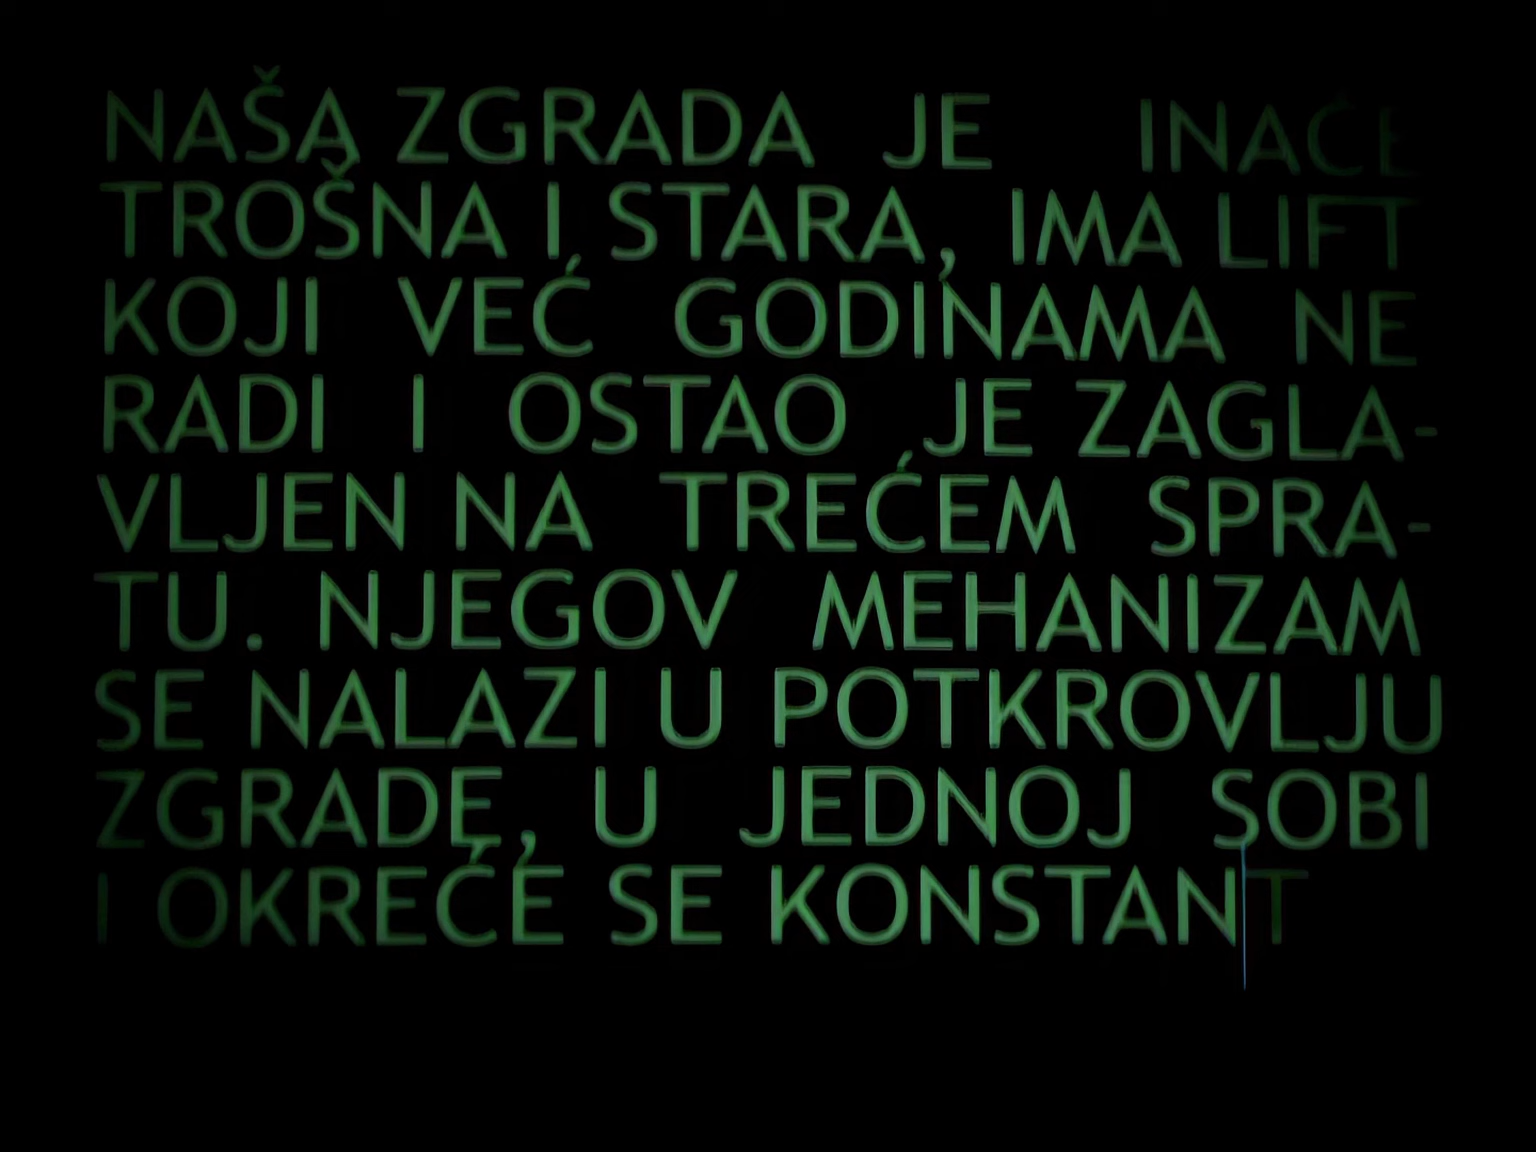 NAŠA ZGRADA JE INAČE
TROŠNA I STARA, IMA LIFT
KOJI VEĆ GODINAMA NE
RADI I OSTAO JE ZAGLA-
VLJEN NA TREĆEM SPRA-
TU. NJEGOV MEHANIZAM
SE NALAZI U POTKROVLJU
ZGRADE, U JEDNOJ SOBI
I OKREĆE SE KONSTANT